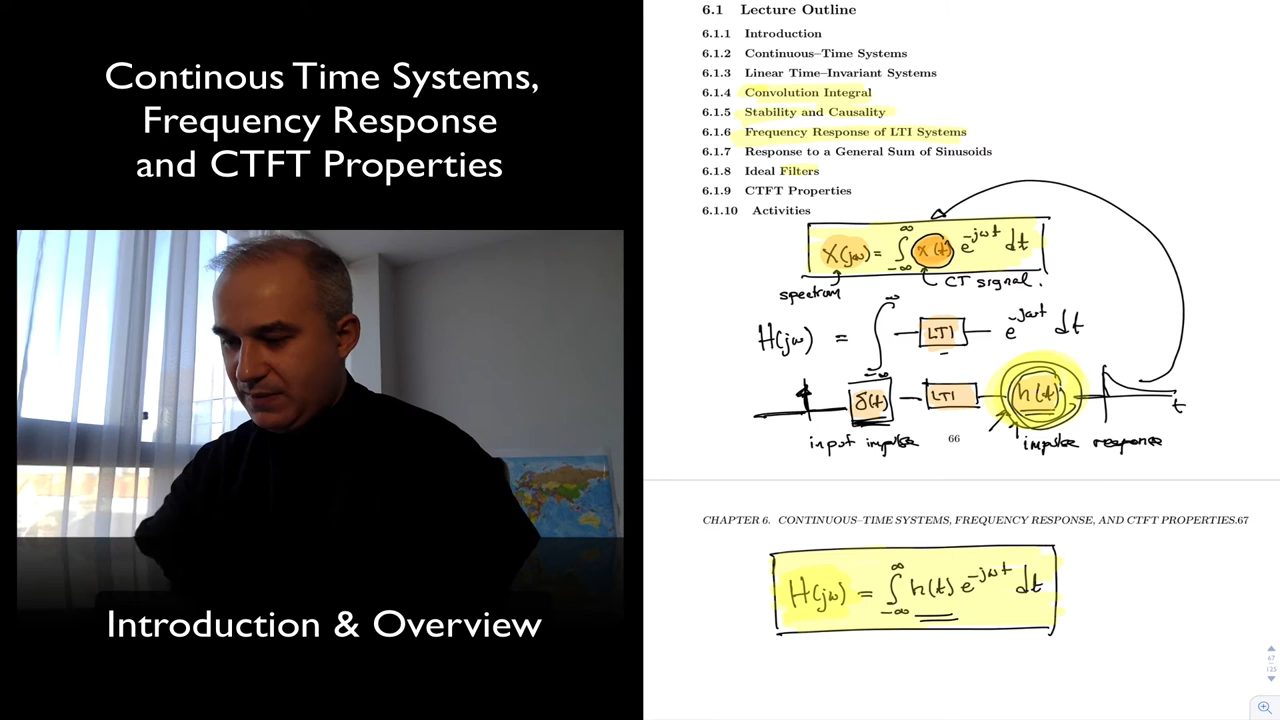 Continous Time Systems,
Frequency Response
and CTFT Properties
Introduction & Overview
6.1 Lecture Outline
6.1.1 Introduction
6.1.2 Continuous–Time Systems
6.1.3 Linear Time–Invariant Systems
6.1.4 Convolution Integral
6.1.5 Stability and Causality
6.1.6 Frequency Response of LTI Systems
6.1.7 Response to a General Sum of Sinusoids
6.1.8 Ideal Filters
6.1.9 CTFT Properties
6.1.10 Activities
X(jω) = ∫_{-∞}^{∞} x(t) e^{-jωt} dt
spectrum CT signal.
H(jω) = ∫_{-∞}^{∞} LTI e^{-jωt} dt
δ(t) LTI h(t) t
input impulse 66 impulse response
CHAPTER 6. CONTINUOUS–TIME SYSTEMS, FREQUENCY RESPONSE, AND CTFT PROPERTIES.67
H(jω) = ∫_{-∞}^{∞} h(t) e^{-jωt} dt
67
125